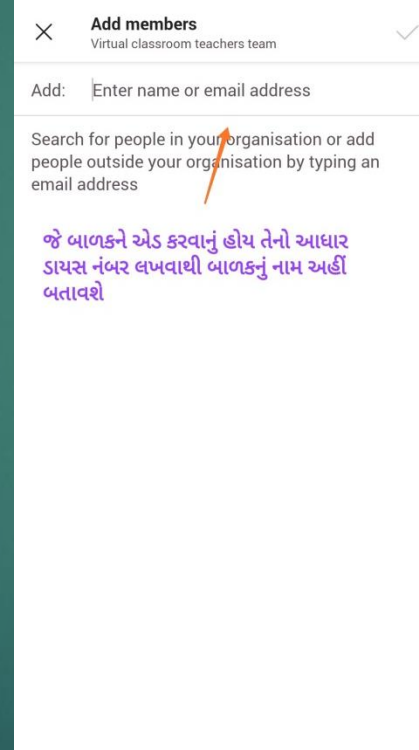 Add members
Virtual classroom teachers team
Add: Enter name or email address
Search for people in your organisation or add
people outside your organisation by typing an
email address
જે બાળકને એડ કરવાનું હોય તેનો આધાર
ડાયસ નંબર લખવાથી બાળકનું નામ અહીં
બતાવશે